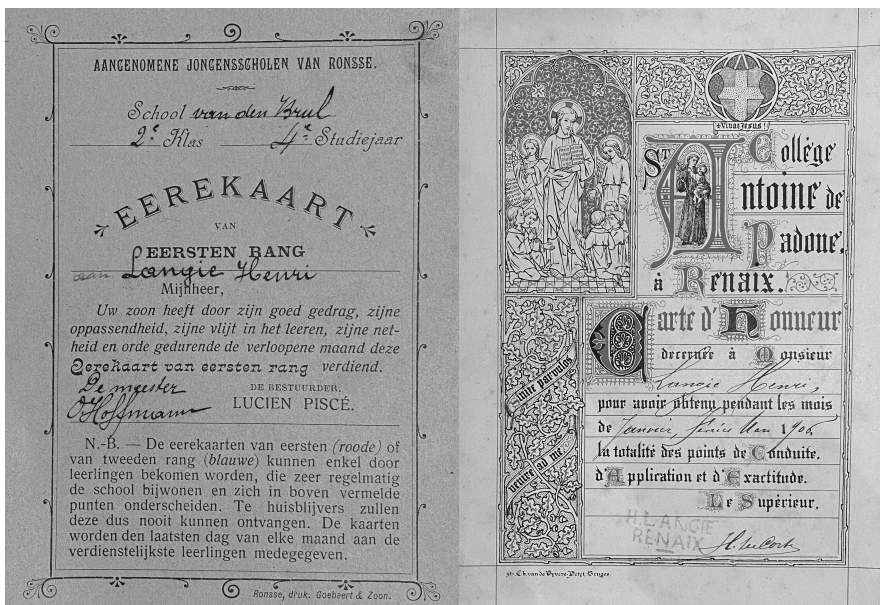 AANGENOMENE JONGENSSCHOLEN VAN RONSSE.
School van den Brul
2e Klas 4e Studiejaar
EEREKAART
VAN
EERSTEN RANG
aan Langie Henri
Mijnheer,
Uw zoon heeft door zijn goed gedrag, zijne
oppassendheid, zijne vlijt in het leeren, zijne net-
heid en orde gedurende de verloopene maand deze
Eerekaart van eersten rang verdiend.
De meester
DE BESTUURDER,
O Hoffmann
LUCIEN PISCÉ.
N.-B. — De eerekaarten van eersten (roode) of
van tweeden rang (blauwe) kunnen enkel door
leerlingen bekomen worden, die zeer regelmatig
de school bijwonen en zich in boven vermelde
punten onderscheiden. Te huisblijvers zullen
deze dus nooit kunnen ontvangen. De kaarten
worden den laatsten dag van elke maand aan de
verdienstelijkste leerlingen medegegeven.
Ronsse, druk. Goebeert & Zoon.
Vivat Jesus!
Collége
St Antoine de
Padoue.
à Renaix.
Carte d'Honneur
décernée à Monsieur
Langie Henri,
pour avoir obtenu pendant les mois
de Janvier, Février Mars 1906
la totalité des points de Conduite,
d'Application et d'Exactitude.
Le Supérieur,
Sinite parvulos
venire ad me.
H. LANGIE
RENAIX